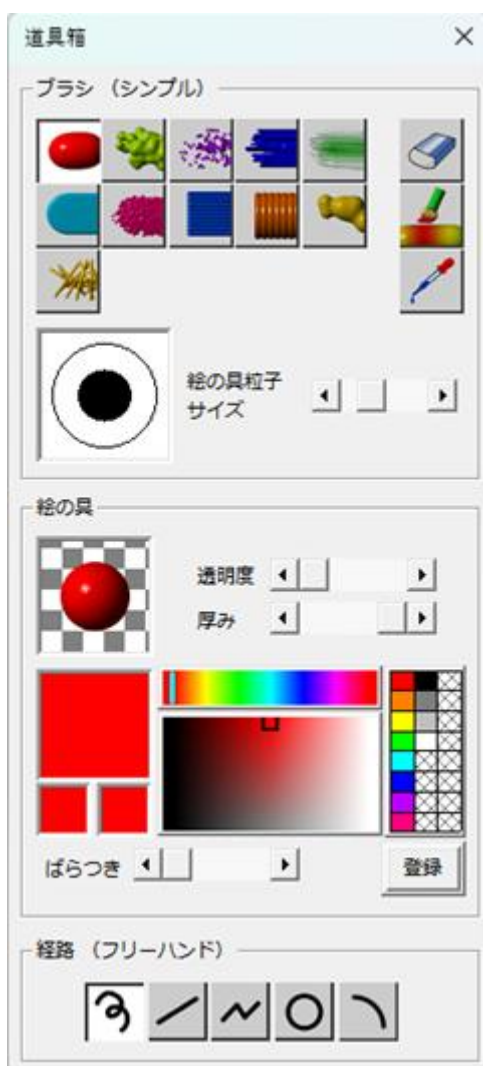 道具箱
ブラシ (シンプル)
絵の具粒子
サイズ
絵の具
透明度
厚み
ばらつき
登録
経路 (フリーハンド)